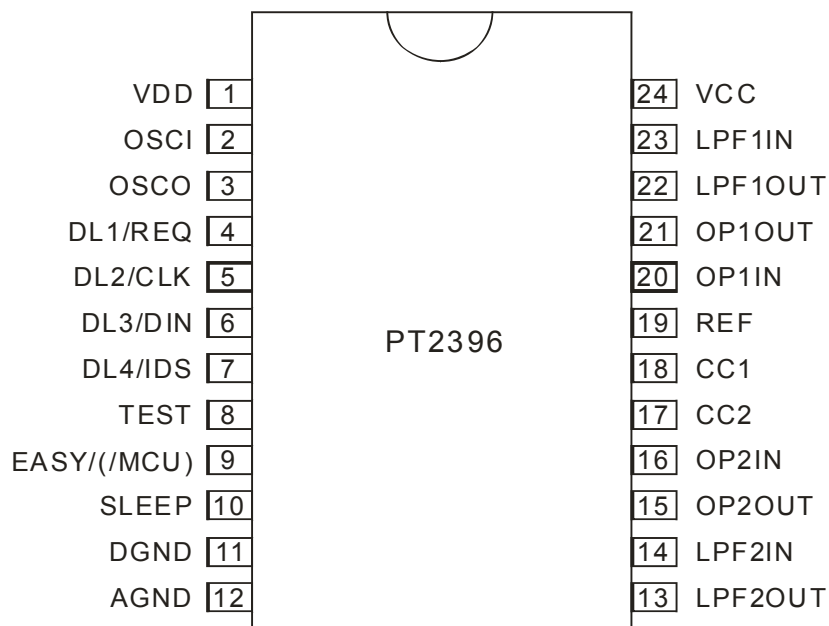 VDD 1 24 VCC
OSCI 2 23 LPF1IN
OSCO 3 22 LPF1OUT
DL1/REQ 4 21 OP1OUT
DL2/CLK 5 20 OP1IN
DL3/DIN 6 19 REF
PT2396
DL4/IDS 7 18 CC1
TEST 8 17 CC2
EASY/(/MCU) 9 16 OP2IN
SLEEP 10 15 OP2OUT
DGND 11 14 LPF2IN
AGND 12 13 LPF2OUT